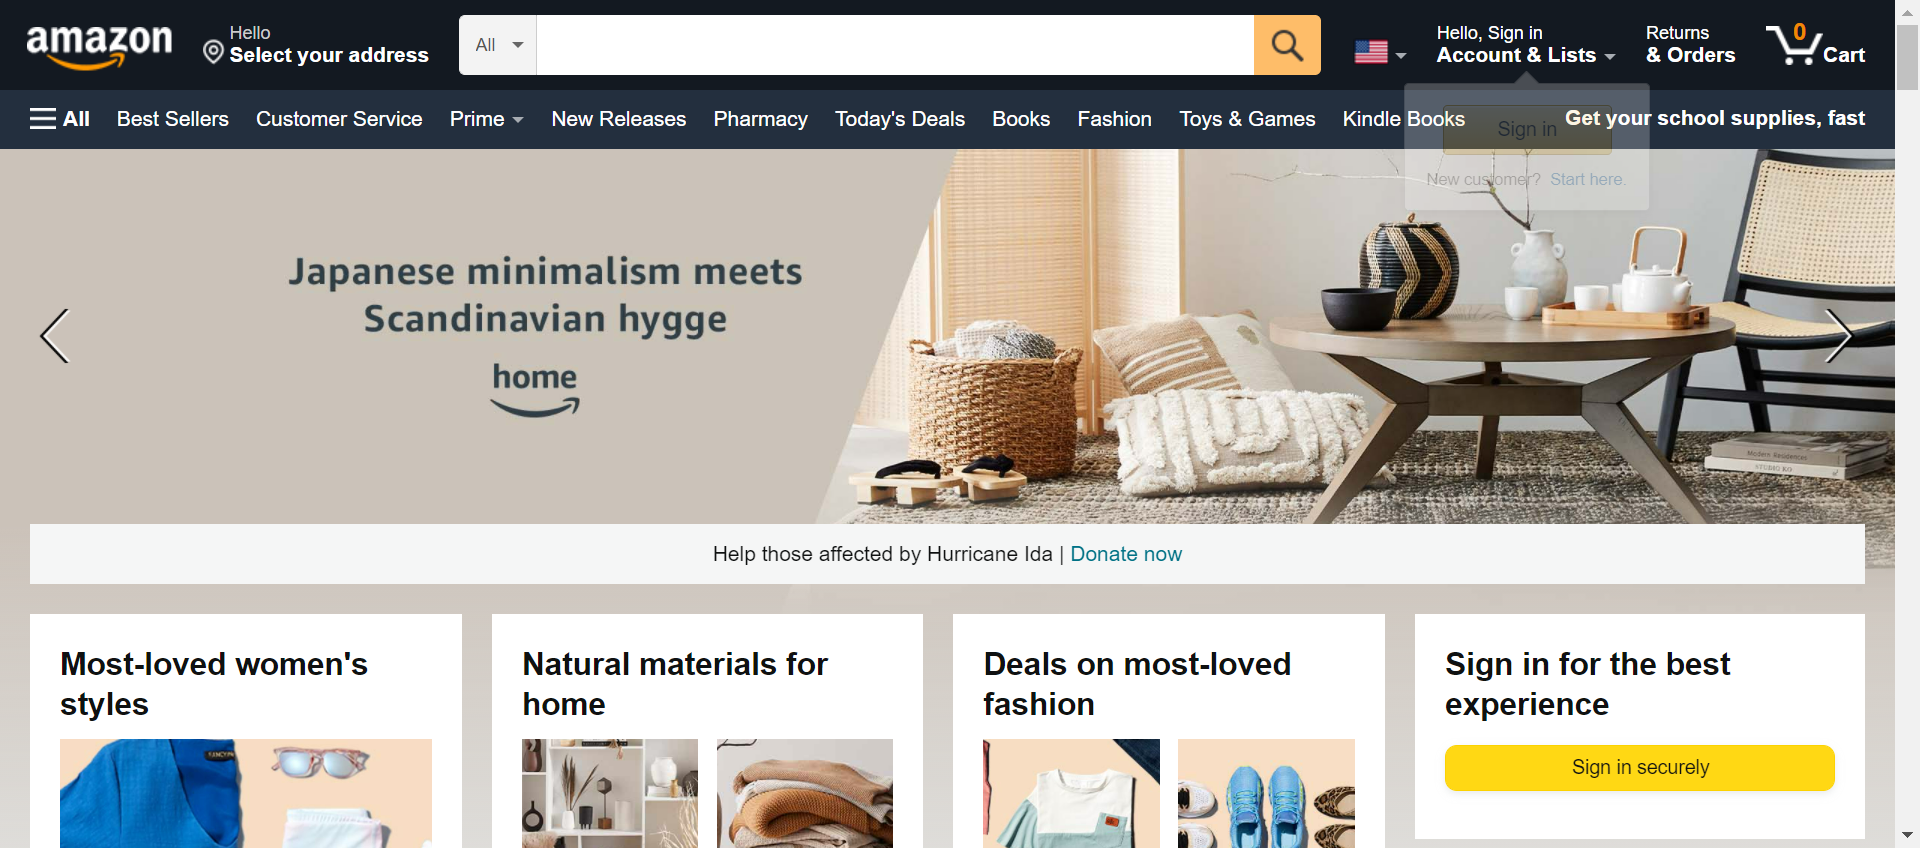 amazon
Hello
Select your address
All
Hello, Sign in
Account & Lists
Returns
& Orders
0
Cart
All
Best Sellers
Customer Service
Prime
New Releases
Pharmacy
Today's Deals
Books
Fashion
Toys & Games
Kindle Books
Get your school supplies, fast
Sign in
New customer? Start here.
Japanese minimalism meets
Scandinavian hygge
home
Modern Residences
STUDIO KO
Help those affected by Hurricane Ida | Donate now
Most-loved women's
styles
Natural materials for
home
Deals on most-loved
fashion
Sign in for the best
experience
Sign in securely